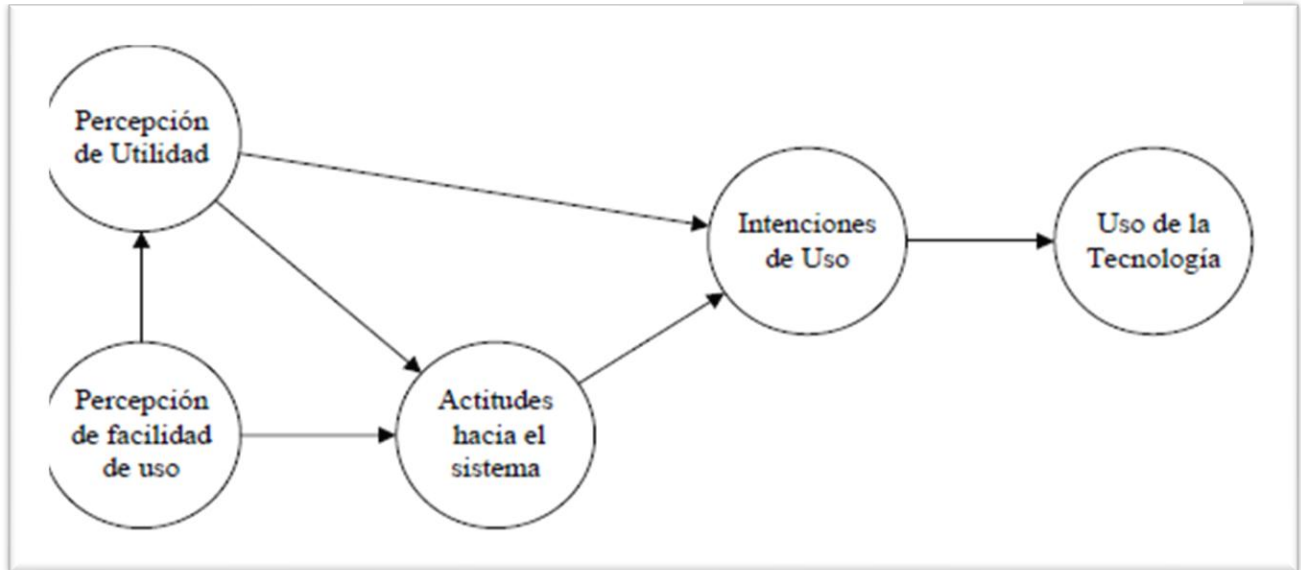 Percepción
de Utilidad
Percepción
de facilidad
de uso
Actitudes
hacia el
sistema
Intenciones
de Uso
Uso de la
Tecnología